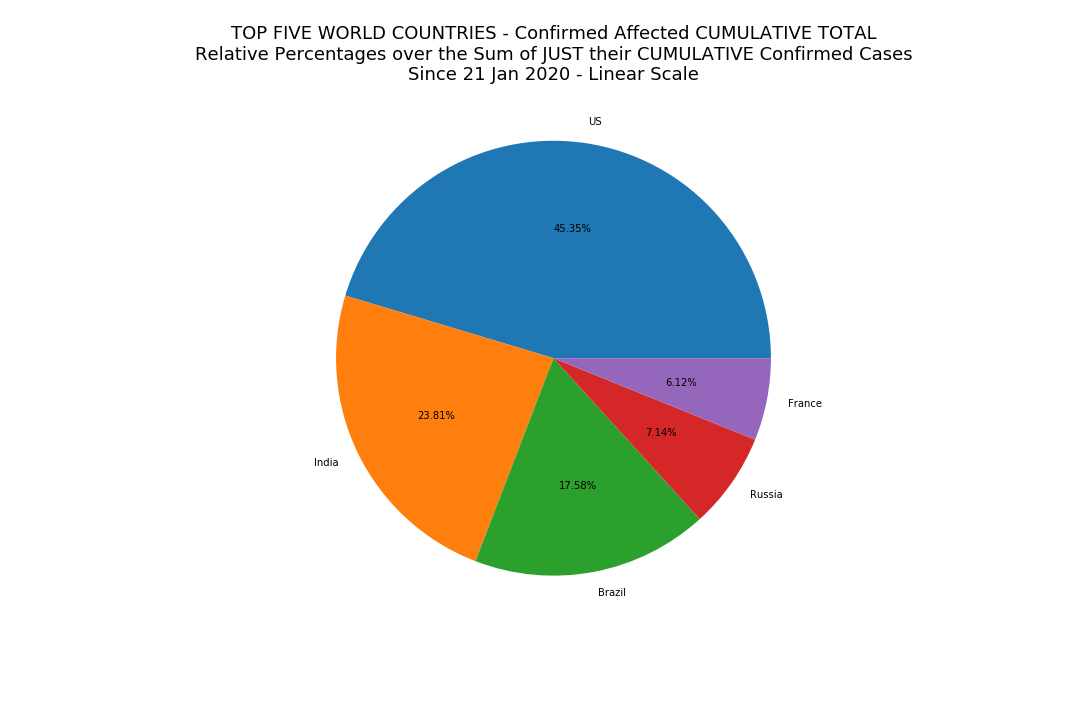 TOP FIVE WORLD COUNTRIES - Confirmed Affected CUMULATIVE TOTAL
Relative Percentages over the Sum of JUST their CUMULATIVE Confirmed Cases
Since 21 Jan 2020 - Linear Scale
US
45.35%
6.12%
France
23.81%
7.14%
India
17.58%
Russia
Brazil